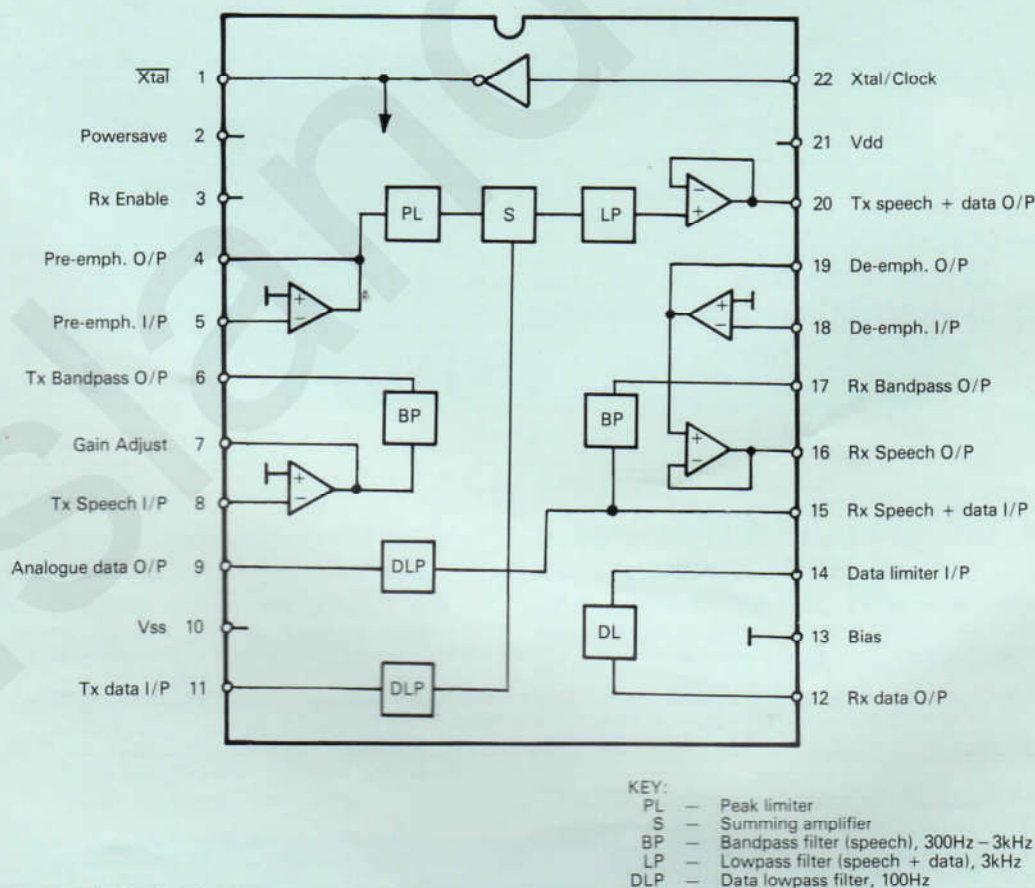 Xtal 1
22 Xtal/Clock
Powersave 2
21 Vdd
Rx Enable 3
20 Tx speech + data O/P
PL
S
LP
Pre-emph. O/P 4
19 De-emph. O/P
Pre-emph. I/P 5
18 De-emph. I/P
Tx Bandpass O/P 6
17 Rx Bandpass O/P
BP
BP
Gain Adjust 7
16 Rx Speech O/P
Tx Speech I/P 8
15 Rx Speech + data I/P
Analogue data O/P 9
DLP
14 Data limiter I/P
Vss 10
DL
13 Bias
Tx data I/P 11
DLP
12 Rx data O/P
KEY:
PL – Peak limiter
S – Summing amplifier
BP – Bandpass filter (speech), 300Hz – 3kHz
LP – Lowpass filter (speech + data), 3kHz
DLP – Data lowpass filter, 100Hz